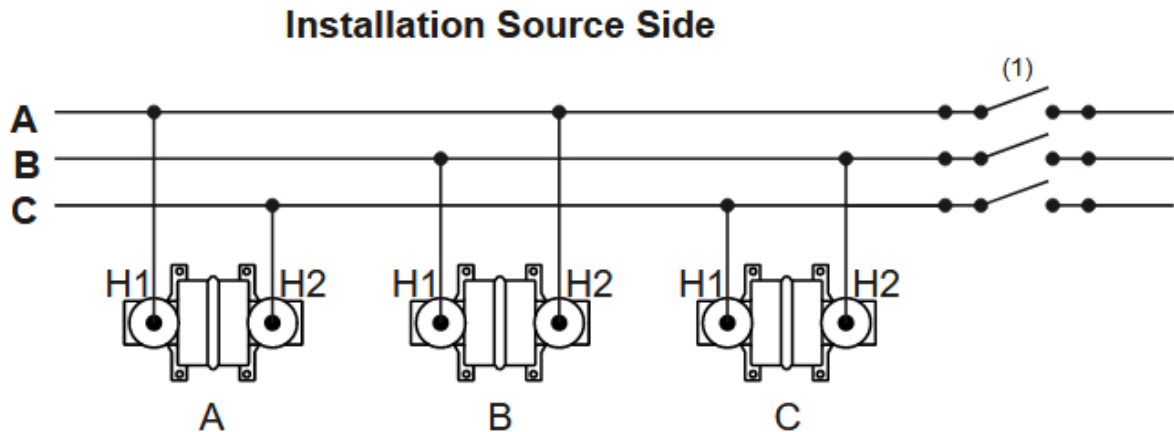 Installation Source Side
(1)
A
B
C
H1 H2 H1 H2 H1 H2
A B C